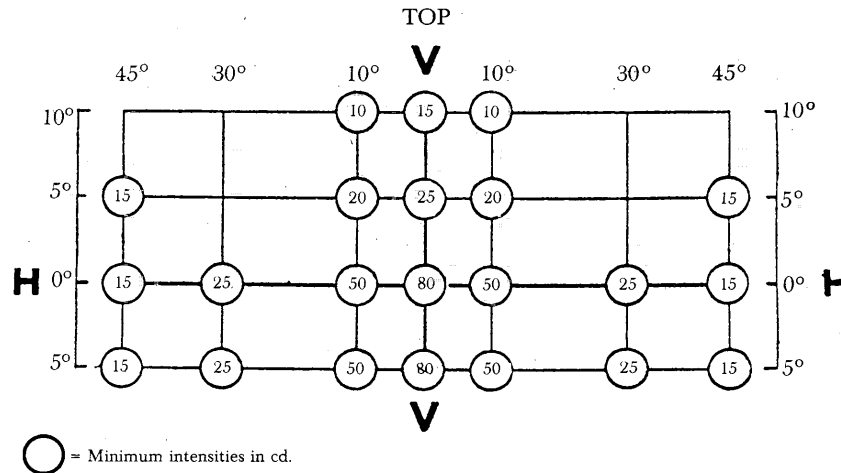 TOP
V
45° 30° 10° 10° 30° 45°
10° 10 15 10 10°
5° 15 20 25 20 15 5°
H 0° 15 25 50 80 50 25 15 0° H
5° 15 25 50 80 50 25 15 5°
V
= Minimum intensities in cd.